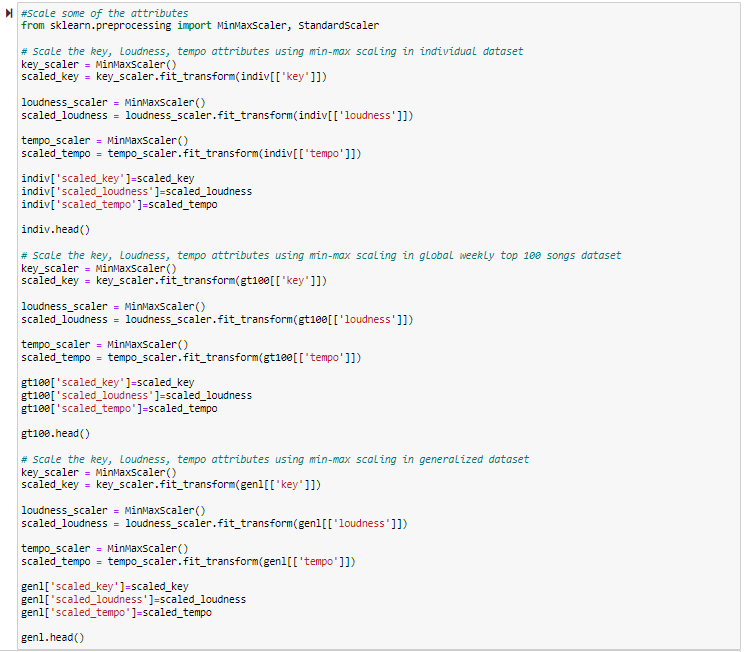 #Scale some of the attributes
from sklearn.preprocessing import MinMaxScaler, StandardScaler
# Scale the key, loudness, tempo attributes using min-max scaling in individual dataset
key_scaler = MinMaxScaler()
scaled_key = key_scaler.fit_transform(indiv[['key']])
loudness_scaler = MinMaxScaler()
scaled_loudness = loudness_scaler.fit_transform(indiv[['loudness']])
tempo_scaler = MinMaxScaler()
scaled_tempo = tempo_scaler.fit_transform(indiv[['tempo']])
indiv['scaled_key']=scaled_key
indiv['scaled_loudness']=scaled_loudness
indiv['scaled_tempo']=scaled_tempo
indiv.head()
# Scale the key, loudness, tempo attributes using min-max scaling in global weekly top 100 songs dataset
key_scaler = MinMaxScaler()
scaled_key = key_scaler.fit_transform(gt100[['key']])
loudness_scaler = MinMaxScaler()
scaled_loudness = loudness_scaler.fit_transform(gt100[['loudness']])
tempo_scaler = MinMaxScaler()
scaled_tempo = tempo_scaler.fit_transform(gt100[['tempo']])
gt100['scaled_key']=scaled_key
gt100['scaled_loudness']=scaled_loudness
gt100['scaled_tempo']=scaled_tempo
gt100.head()
# Scale the key, loudness, tempo attributes using min-max scaling in generalized dataset
key_scaler = MinMaxScaler()
scaled_key = key_scaler.fit_transform(genl[['key']])
loudness_scaler = MinMaxScaler()
scaled_loudness = loudness_scaler.fit_transform(genl[['loudness']])
tempo_scaler = MinMaxScaler()
scaled_tempo = tempo_scaler.fit_transform(genl[['tempo']])
genl['scaled_key']=scaled_key
genl['scaled_loudness']=scaled_loudness
genl['scaled_tempo']=scaled_tempo
genl.head()